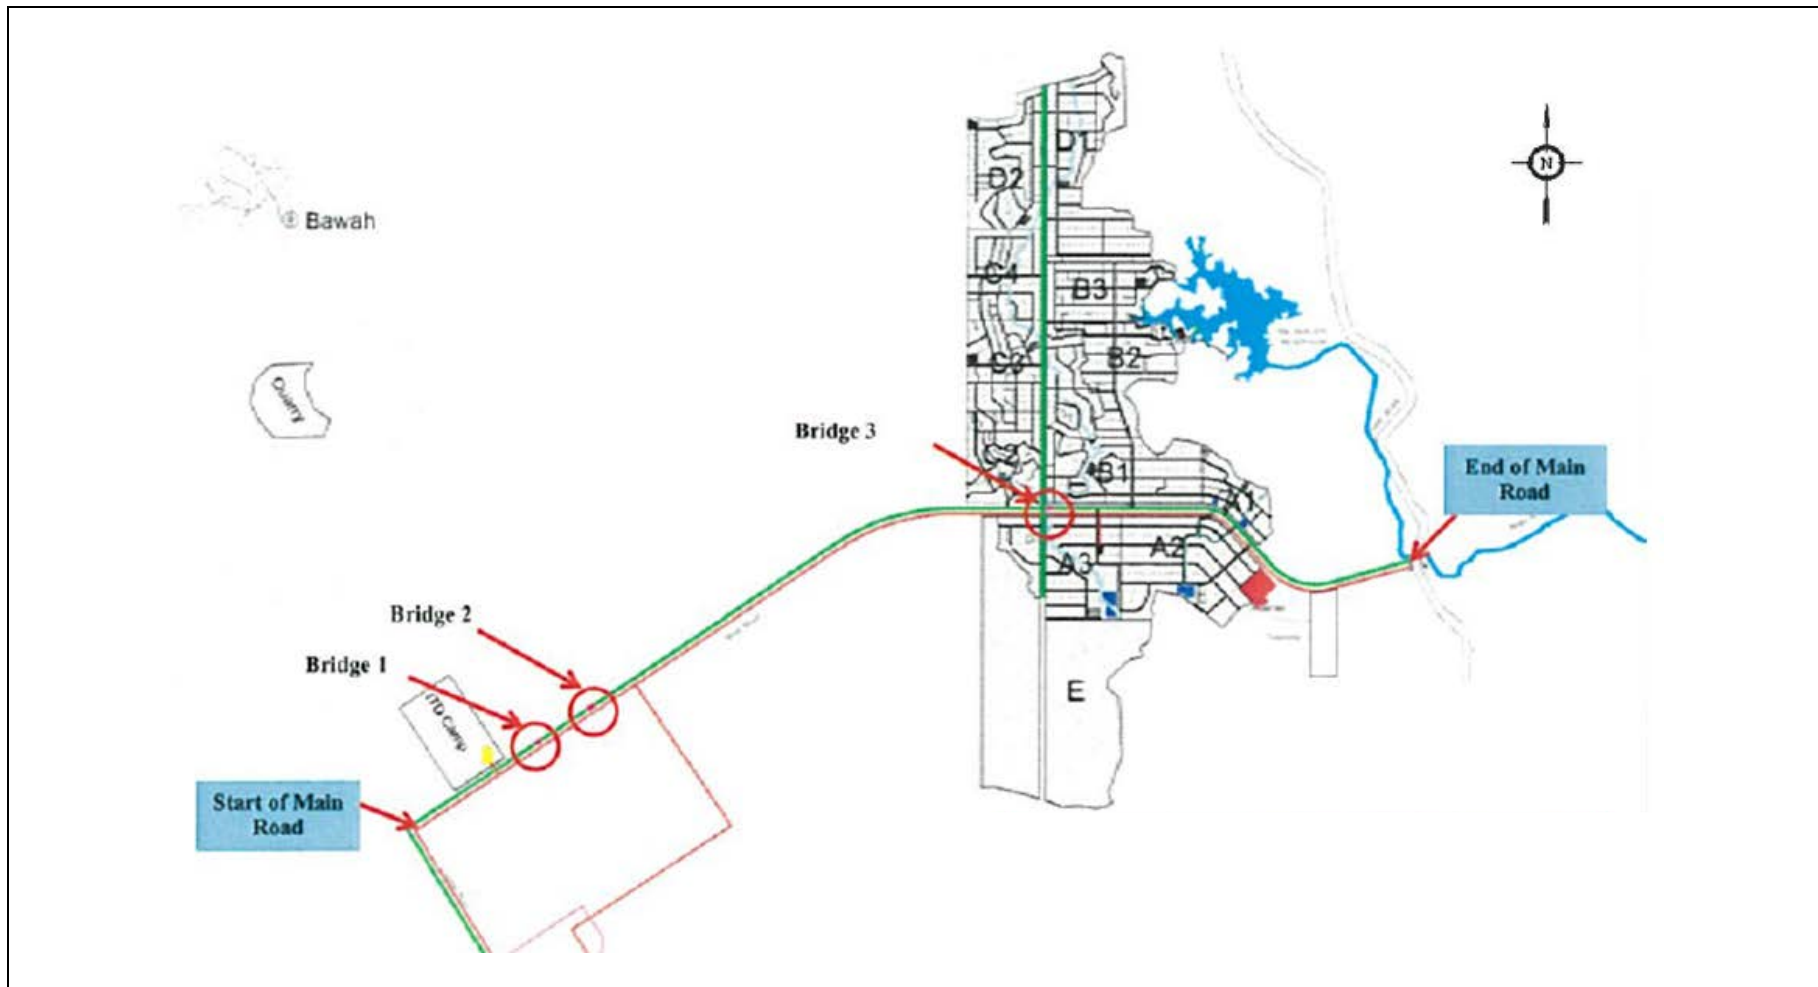 N
D1
D2
Bawah
C4
B3
C3
B2
Quarry
Bridge 3
C2
B1
End of Main
Road
A1
A2
A3
Bridge 2
Bridge 1
E
ITD Camp
Start of Main
Road